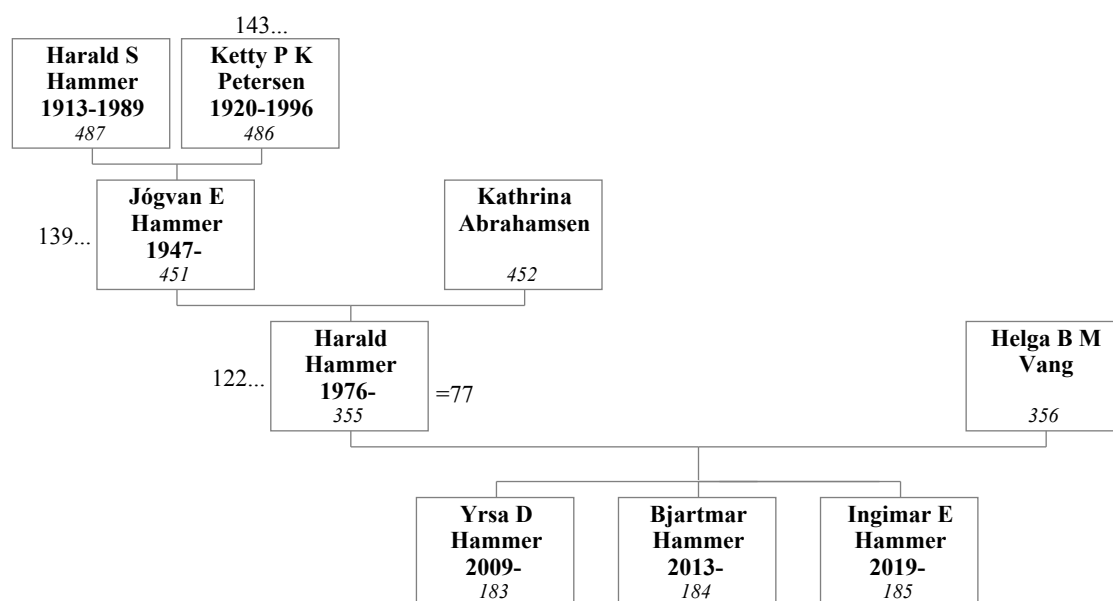 143...
Harald S
Hammer
1913-1989
487
Ketty P K
Petersen
1920-1996
486
139...
Jógvan E
Hammer
1947-
451
Kathrina
Abrahamsen
452
122...
Harald
Hammer
1976-
355
=77
Helga B M
Vang
356
Yrsa D
Hammer
2009-
183
Bjartmar
Hammer
2013-
184
Ingimar E
Hammer
2019-
185